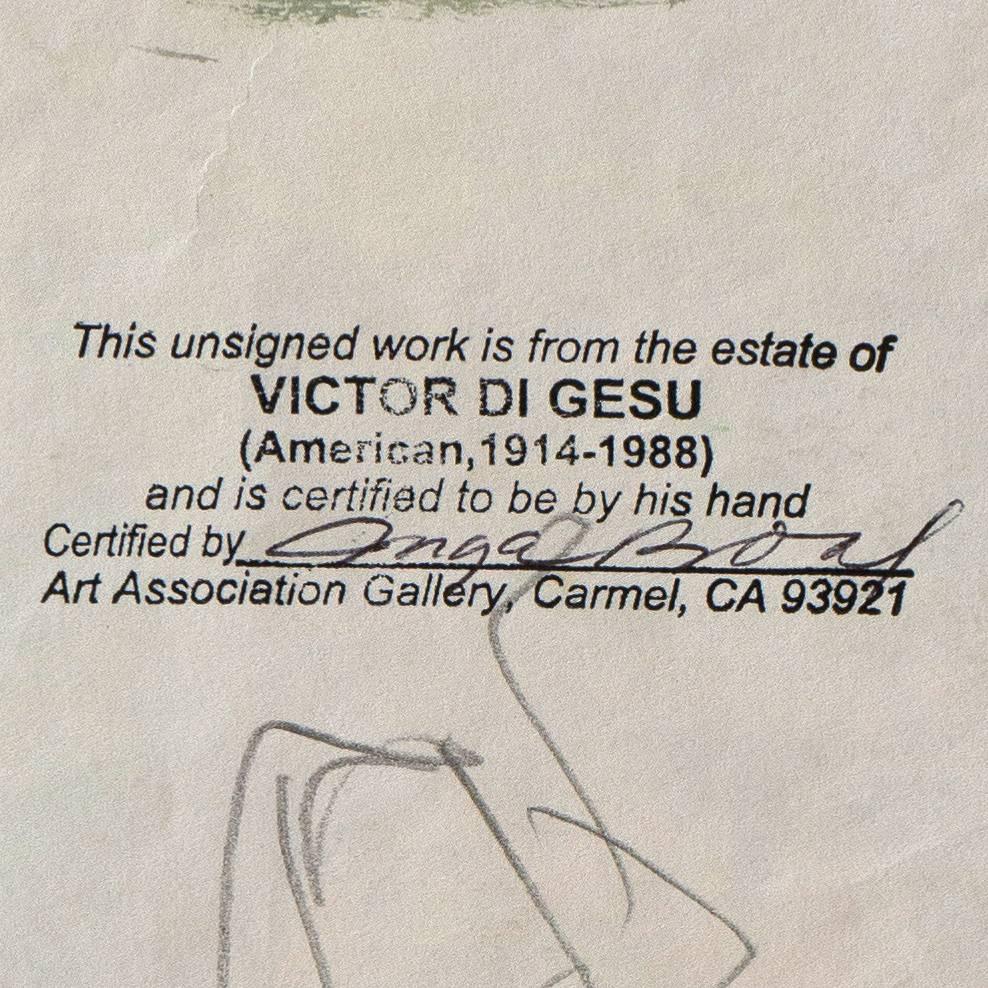 This unsigned work is from the estate of
VICTOR DI GESU
(American,1914-1988)
and is certified to be by his hand
Certified by
Art Association Gallery, Carmel, CA 93921